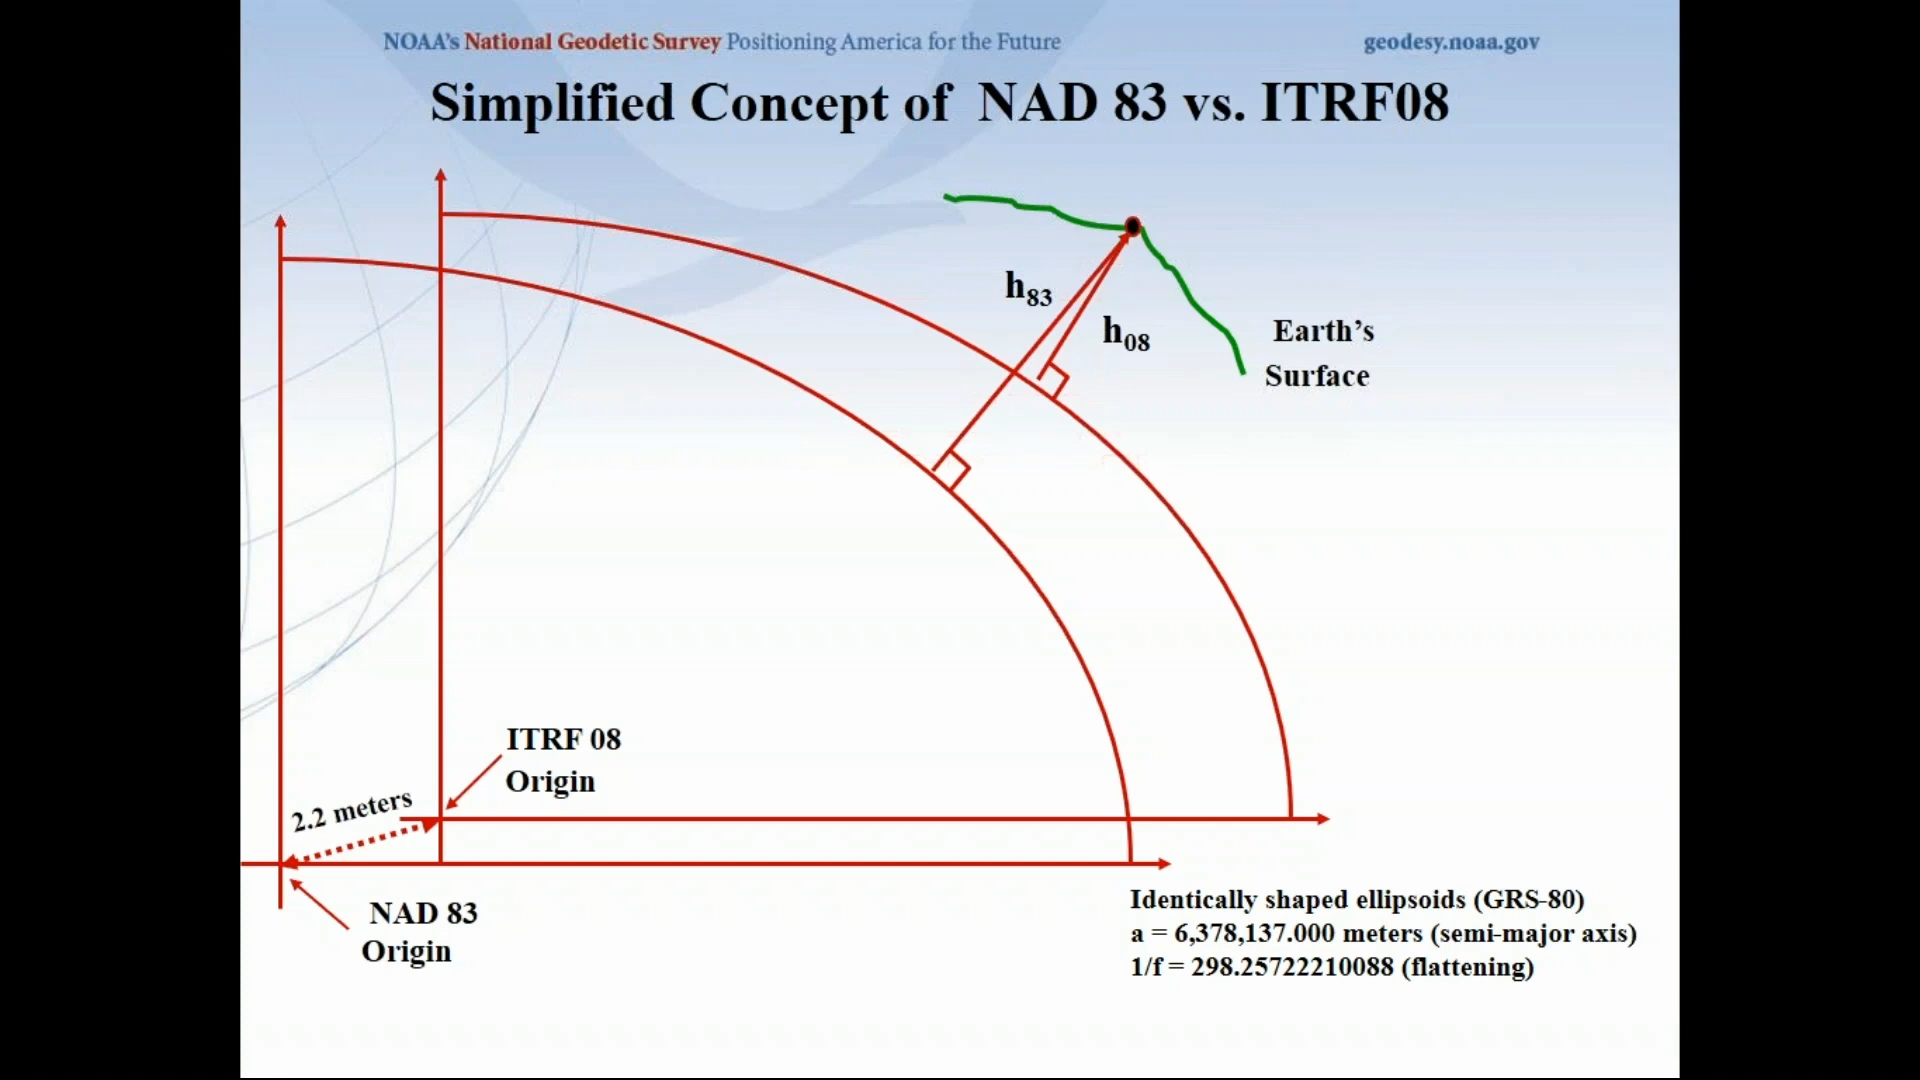 NOAA's National Geodetic Survey Positioning America for the Future
geodesy.noaa.gov
Simplified Concept of NAD 83 vs. ITRF08
h83
h08
Earth's
Surface
ITRF 08
Origin
2.2 meters
NAD 83
Origin
Identically shaped ellipsoids (GRS-80)
a = 6,378,137.000 meters (semi-major axis)
1/f = 298.25722210088 (flattening)